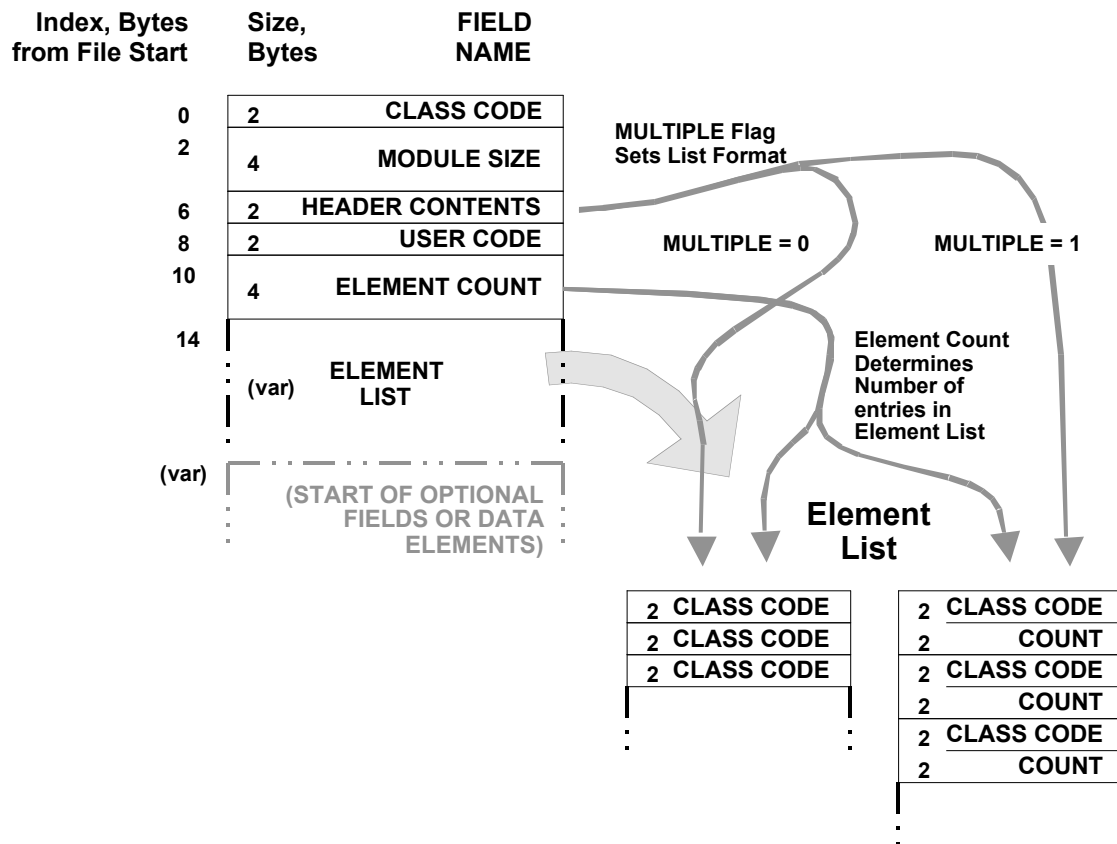 Index, Bytes
from File Start
Size,
Bytes
FIELD
NAME
0
2 CLASS CODE
2
4 MODULE SIZE
6
2 HEADER CONTENTS
8
2 USER CODE
10
4 ELEMENT COUNT
14
(var) ELEMENT
LIST
(var)
(START OF OPTIONAL
FIELDS OR DATA
ELEMENTS)
MULTIPLE Flag
Sets List Format
MULTIPLE = 0
MULTIPLE = 1
Element Count
Determines
Number of
entries in
Element List
Element
List
2 CLASS CODE
2 CLASS CODE
2 CLASS CODE
2 CLASS CODE
2 COUNT
2 CLASS CODE
2 COUNT
2 CLASS CODE
2 COUNT